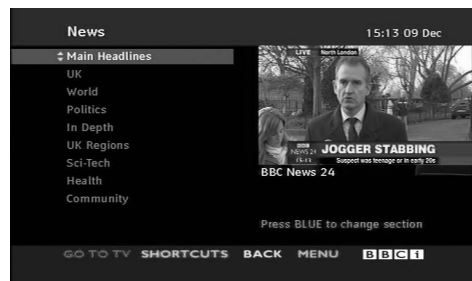 News
15:13 09 Dec
Main Headlines
UK
World
Politics
In Depth
UK Regions
Sci-Tech
Health
Community
LIVE North London
BBC
NEWS 24
15:13
JOGGER STABBING
Suspect was teenage or in early 20s
BBC News 24
Press BLUE to change section
GO TO TV SHORTCUTS BACK MENU BBCi